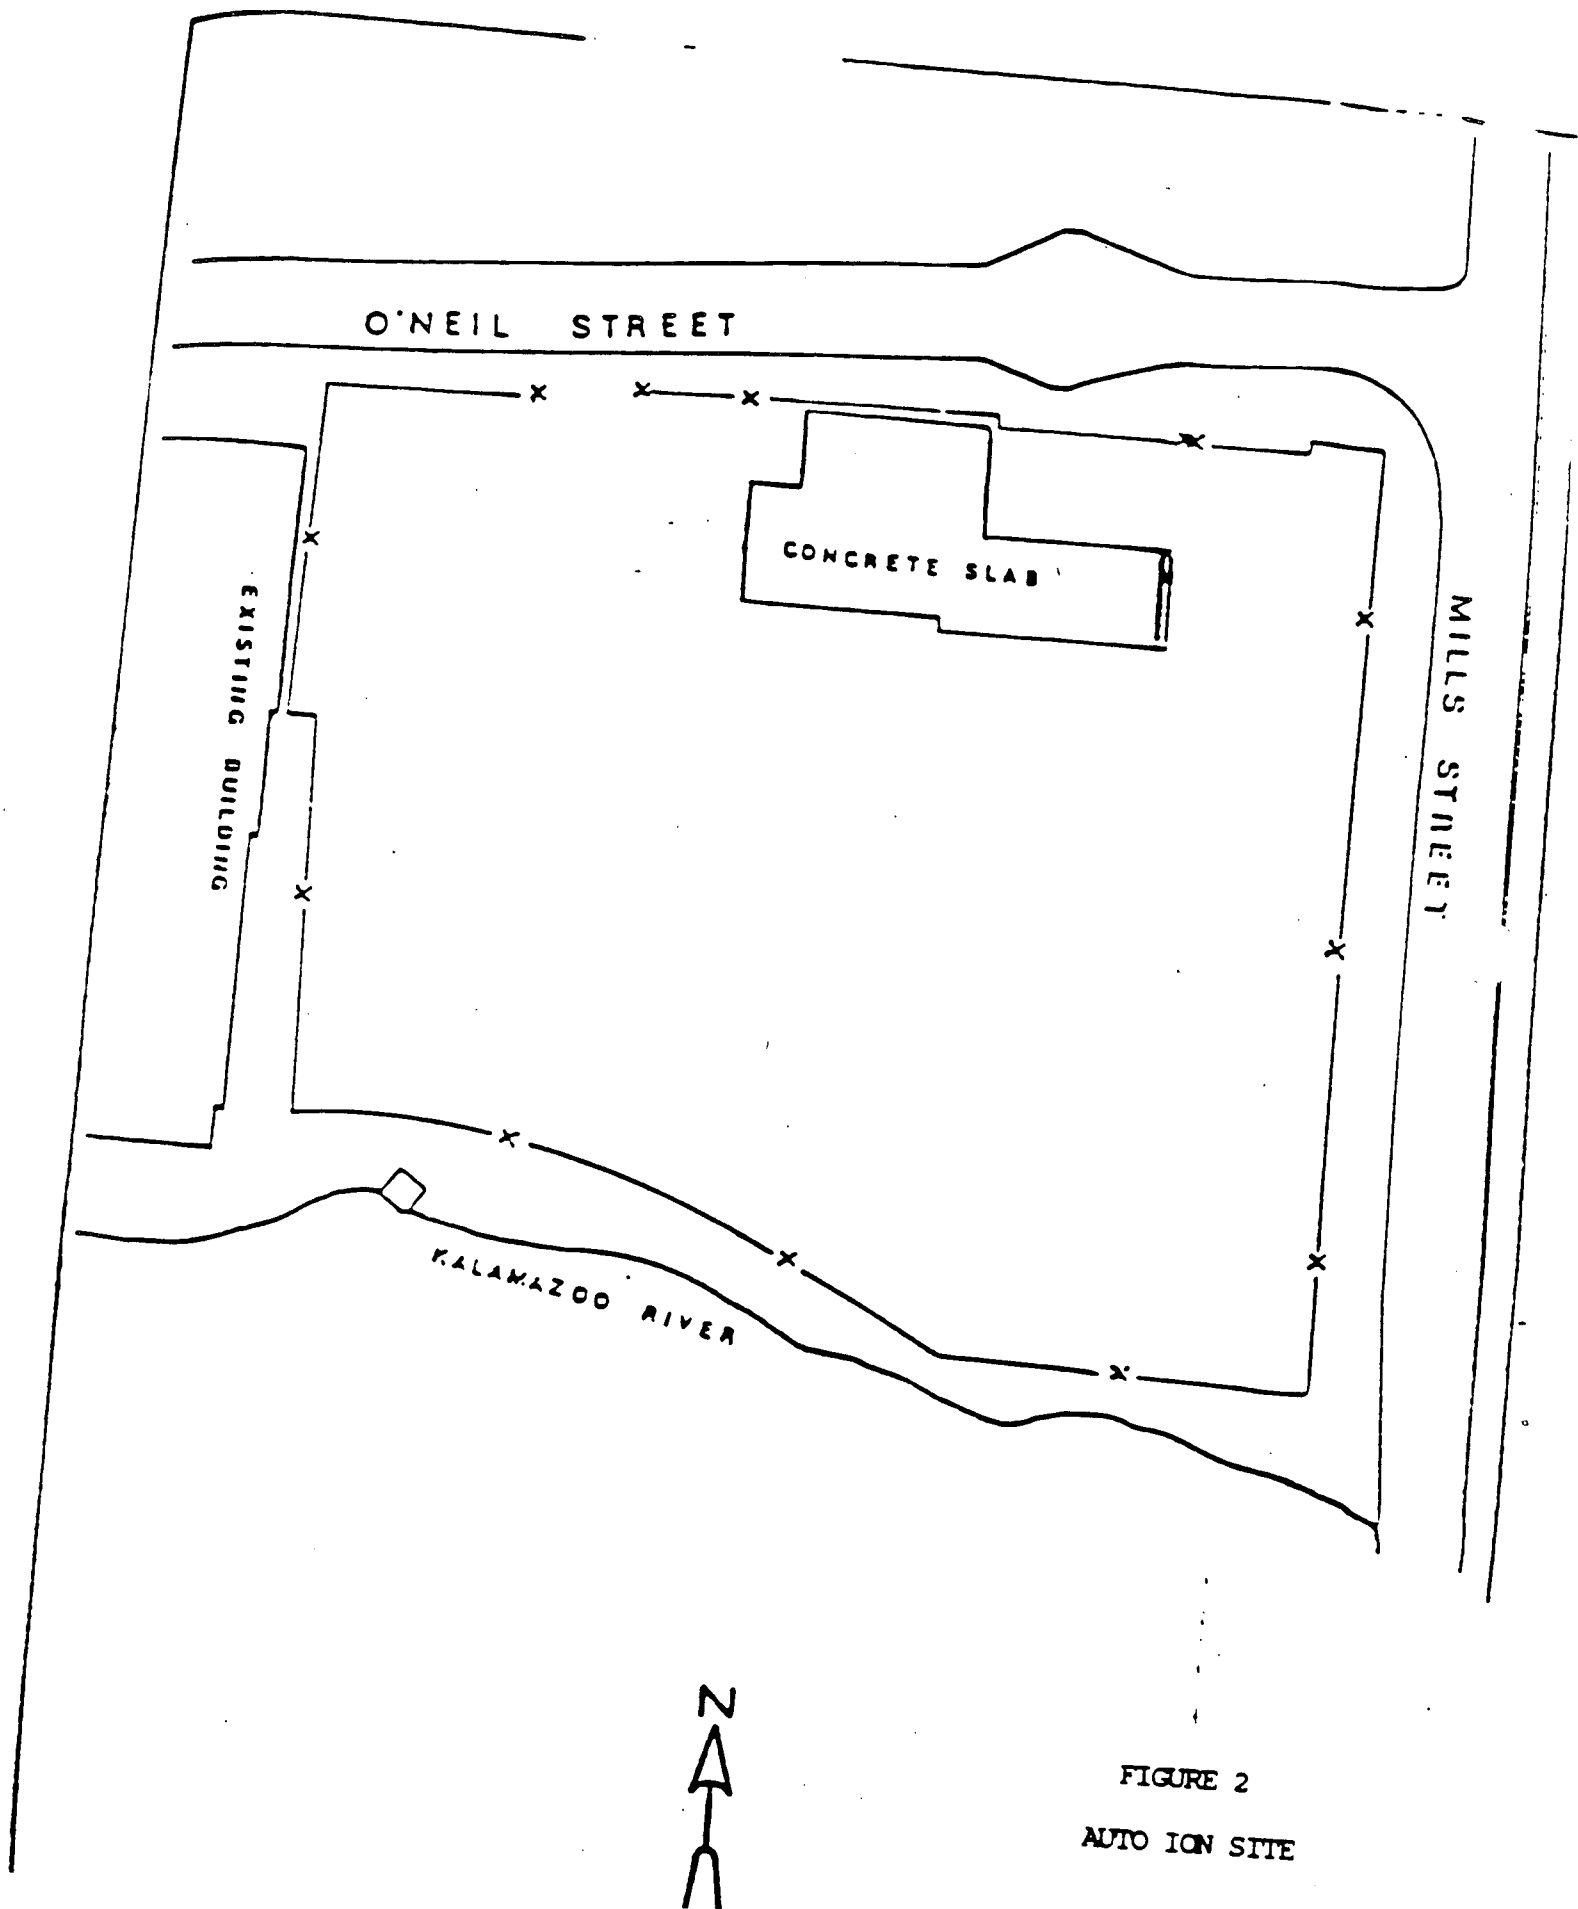 O'NEIL STREET
CONCRETE SLAB
EXISTING BUILDING
MILLS STREET
KALAMAZOO RIVER
N
FIGURE 2
AUTO ION SITE